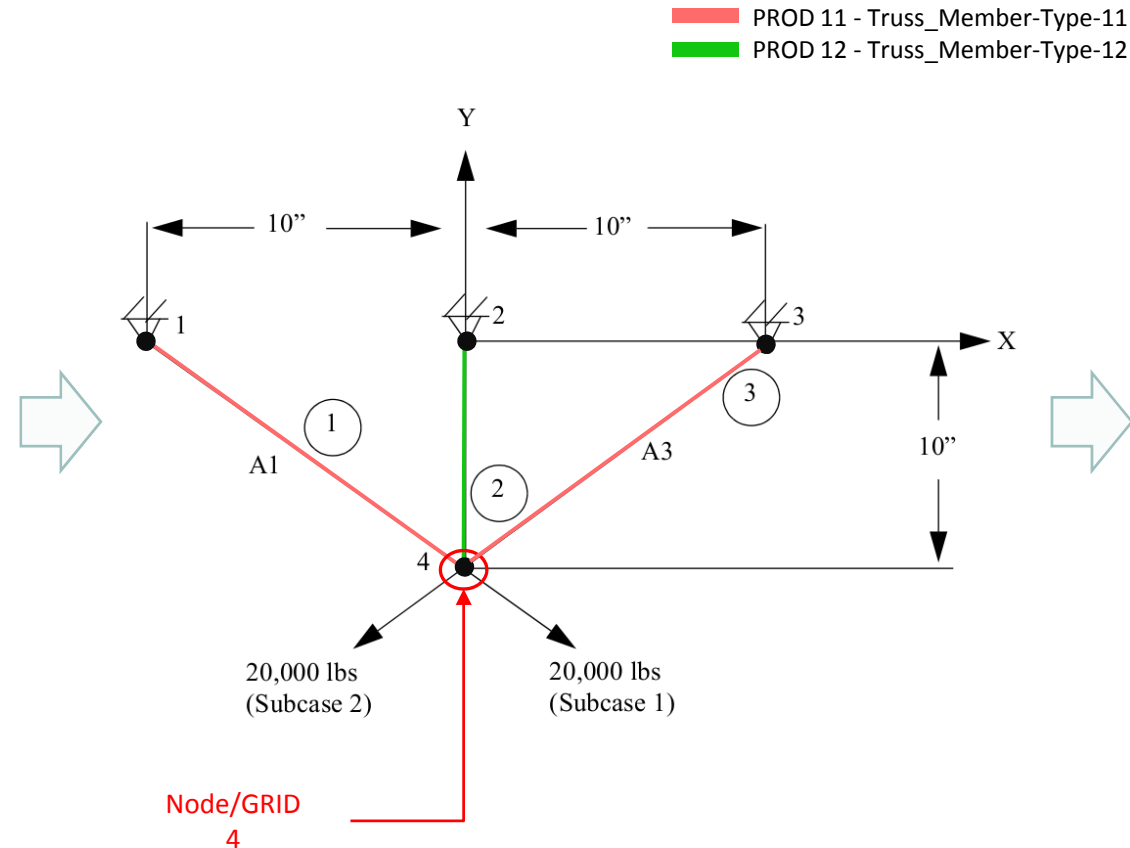 PROD 11 - Truss_Member-Type-11
PROD 12 - Truss_Member-Type-12
Y
10”
10”
1
2
3
X
1
3
10”
A1
A3
2
4
20,000 lbs
(Subcase 2)
20,000 lbs
(Subcase 1)
Node/GRID
4